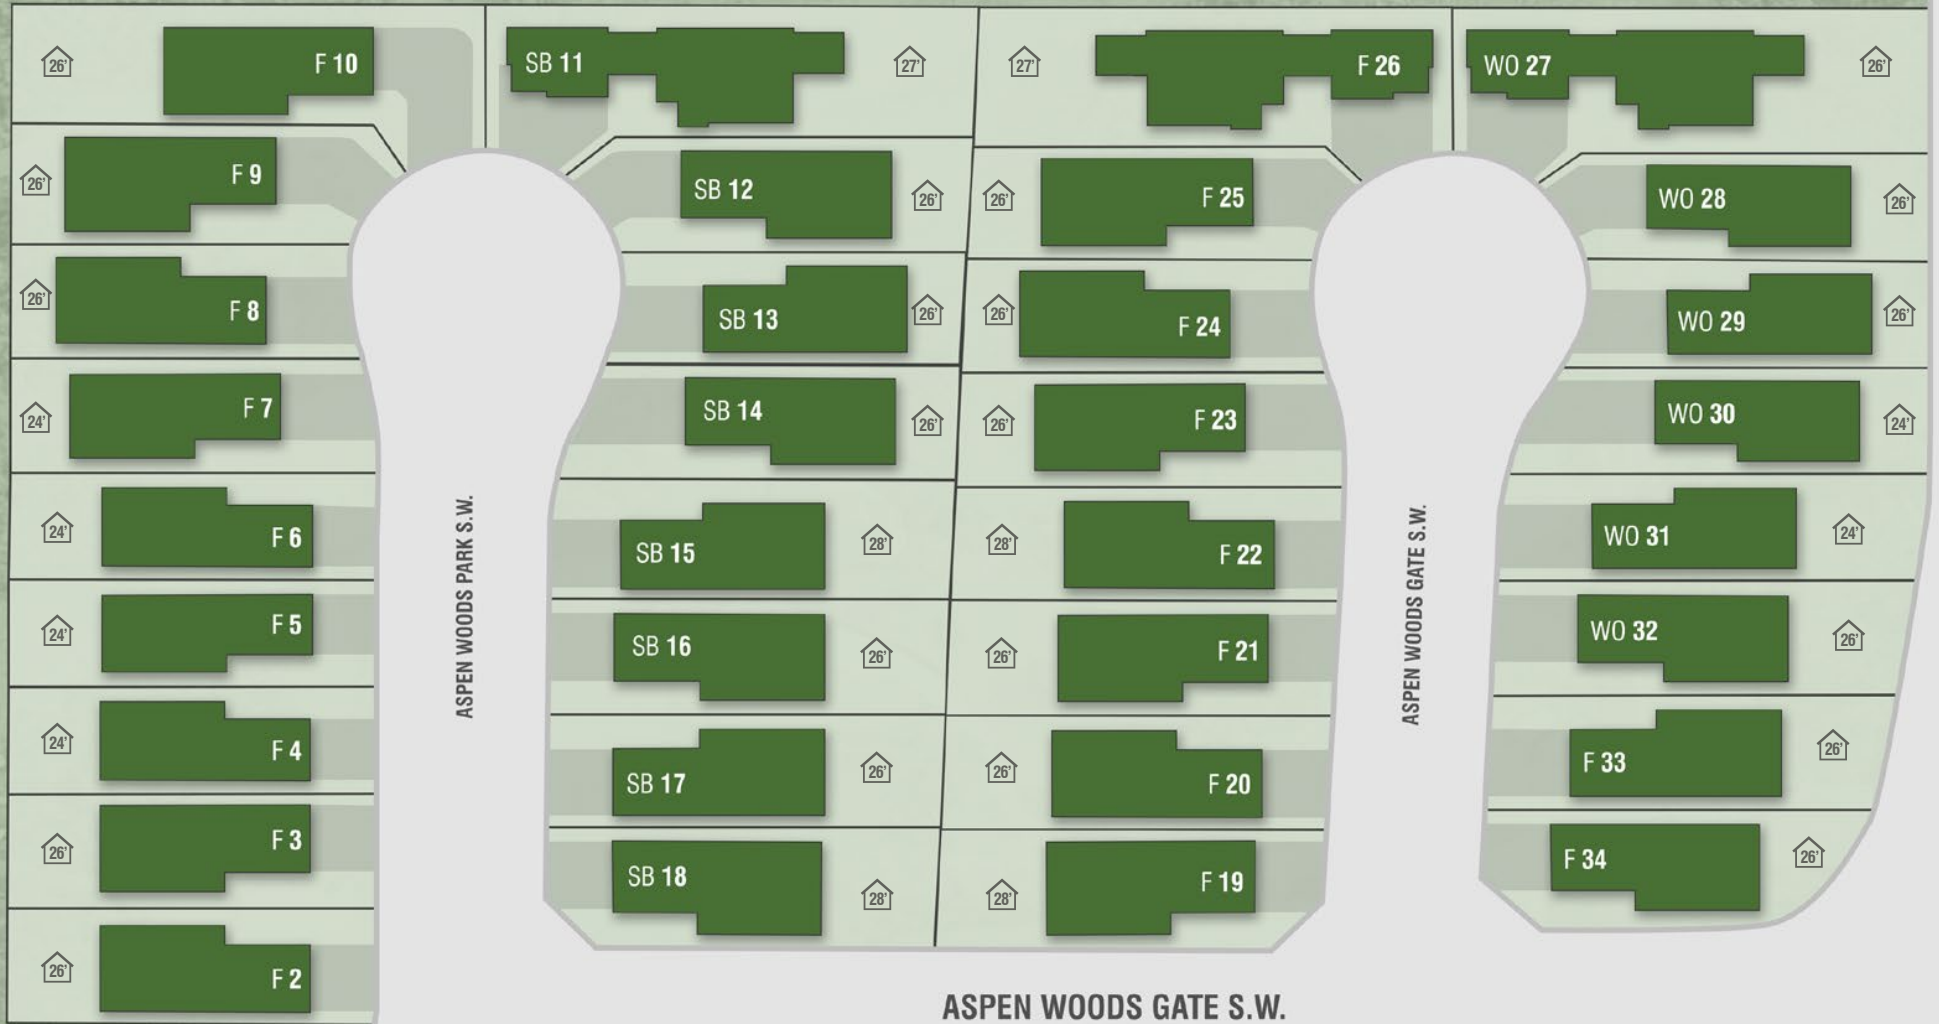 26' F 10
26' F 9
26' F 8
24' F 7
24' F 6
24' F 5
24' F 4
26' F 3
26' F 2
ASPEN WOODS PARK S.W.
SB 11 27'
SB 12 26'
SB 13 26'
SB 14 26'
SB 15 28'
SB 16 26'
SB 17 26'
SB 18 28'
27' F 26
26' F 25
26' F 24
26' F 23
28' F 22
26' F 21
26' F 20
28' F 19
ASPEN WOODS GATE S.W.
WO 27 26'
WO 28 26'
WO 29 26'
WO 30 24'
WO 31 24'
WO 32 26'
F 33 26'
F 34 26'
ASPEN WOODS GATE S.W.